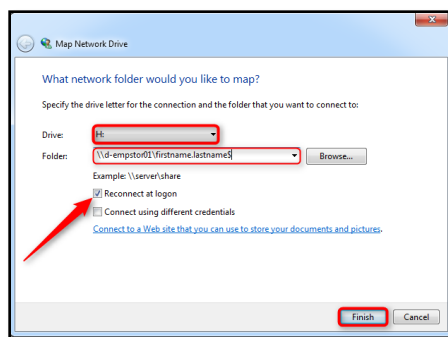 Map Network Drive
What network folder would you like to map?
Specify the drive letter for the connection and the folder that you want to connect to:
Drive: H:
Folder: \\d-empstor01\firstname.lastname$ Browse...
Example: \\server\share
Reconnect at logon
Connect using different credentials
Connect to a Web site that you can use to store your documents and pictures.
Finish Cancel